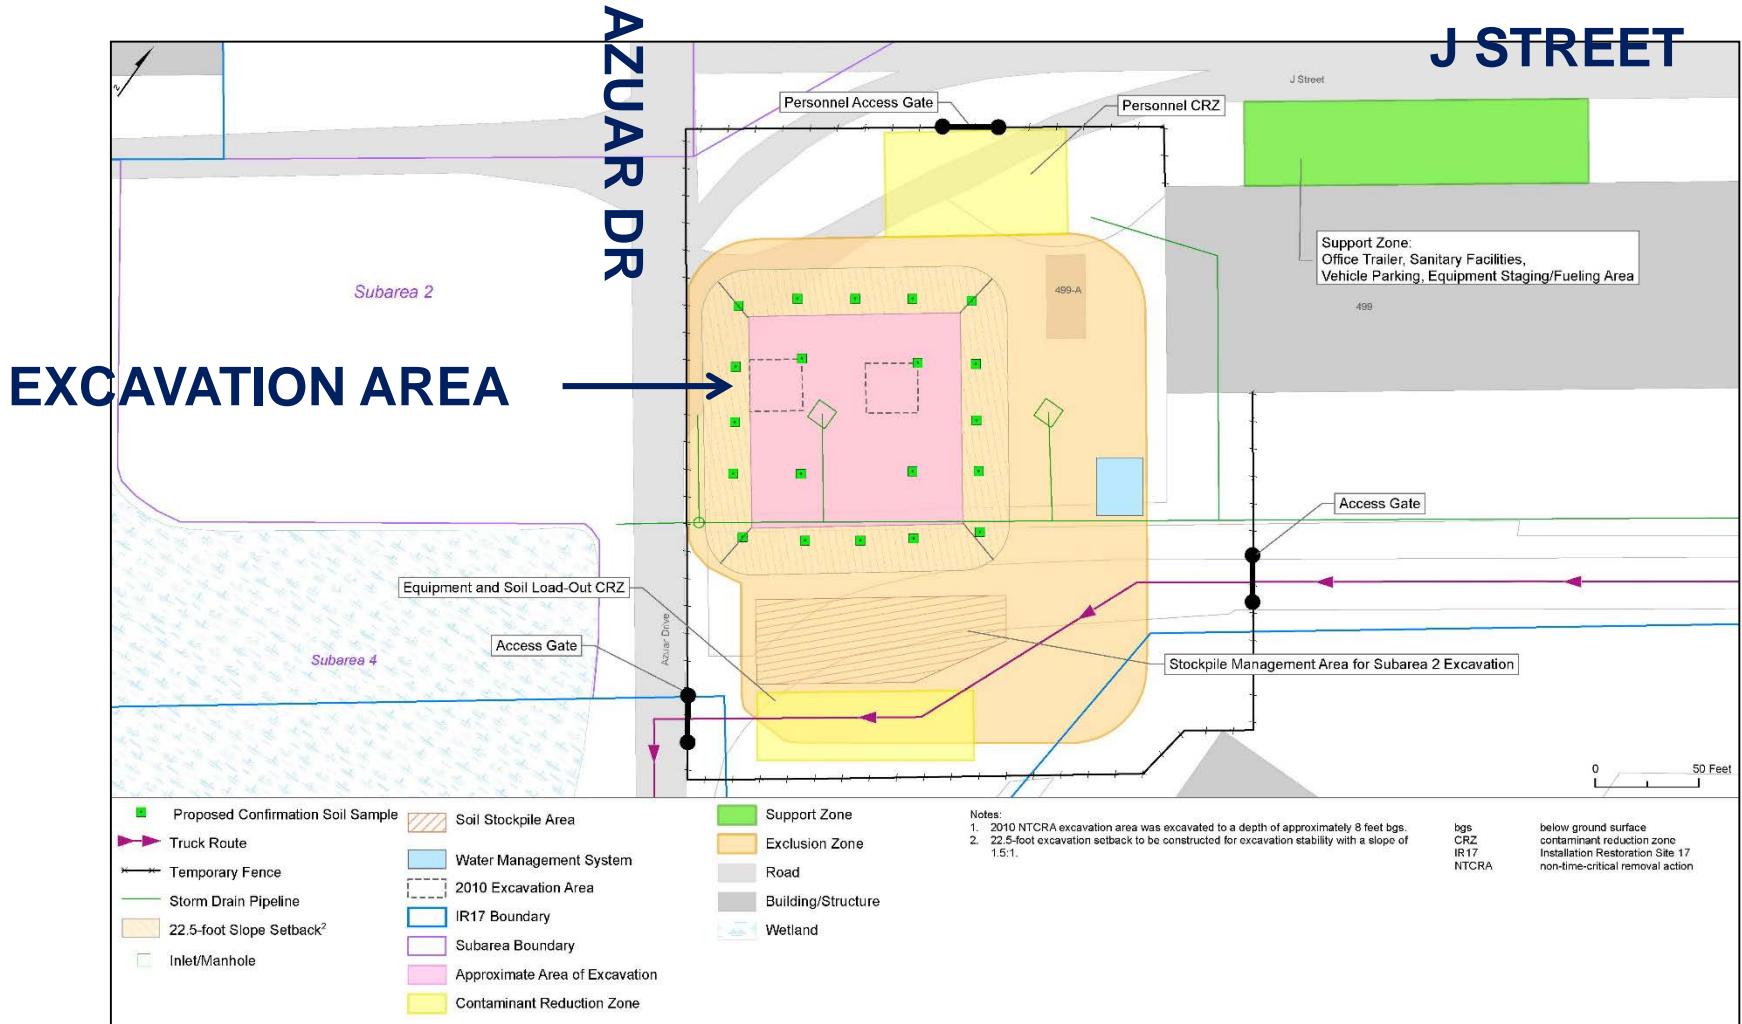 AZUAR DR
J STREET
J Street
Personnel Access Gate
Personnel CRZ
Support Zone:
Office Trailer, Sanitary Facilities,
Vehicle Parking, Equipment Staging/Fueling Area
Subarea 2
499-A
499
EXCAVATION AREA
Access Gate
Equipment and Soil Load-Out CRZ
Azuar Drive
Access Gate
Subarea 4
Stockpile Management Area for Subarea 2 Excavation
0 50 Feet
Proposed Confirmation Soil Sample
Truck Route
Temporary Fence
Storm Drain Pipeline
22.5-foot Slope Setback2
Inlet/Manhole
Soil Stockpile Area
Water Management System
2010 Excavation Area
IR17 Boundary
Subarea Boundary
Approximate Area of Excavation
Contaminant Reduction Zone
Support Zone
Exclusion Zone
Road
Building/Structure
Wetland
Notes:
1. 2010 NTCRA excavation area was excavated to a depth of approximately 8 feet bgs.
2. 22.5-foot excavation setback to be constructed for excavation stability with a slope of
1.5:1.
bgs below ground surface
CRZ contaminant reduction zone
IR17 Installation Restoration Site 17
NTCRA non-time-critical removal action